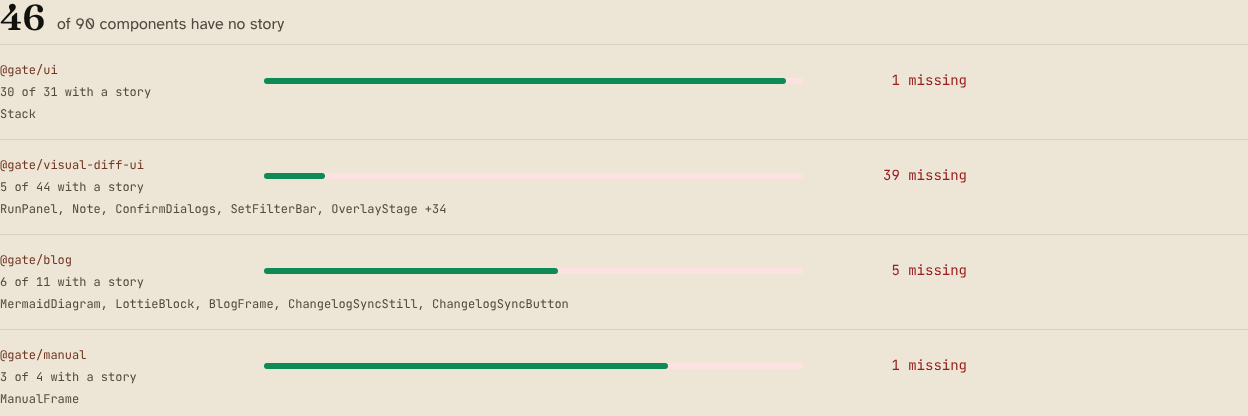 46 of 90 components have no story
@gate/ui
30 of 31 with a story
Stack
1 missing
@gate/visual-diff-ui
5 of 44 with a story
RunPanel, Note, ConfirmDialogs, SetFilterBar, OverlayStage +34
39 missing
@gate/blog
6 of 11 with a story
MermaidDiagram, LottieBlock, BlogFrame, ChangelogSyncStill, ChangelogSyncButton
5 missing
@gate/manual
3 of 4 with a story
ManualFrame
1 missing